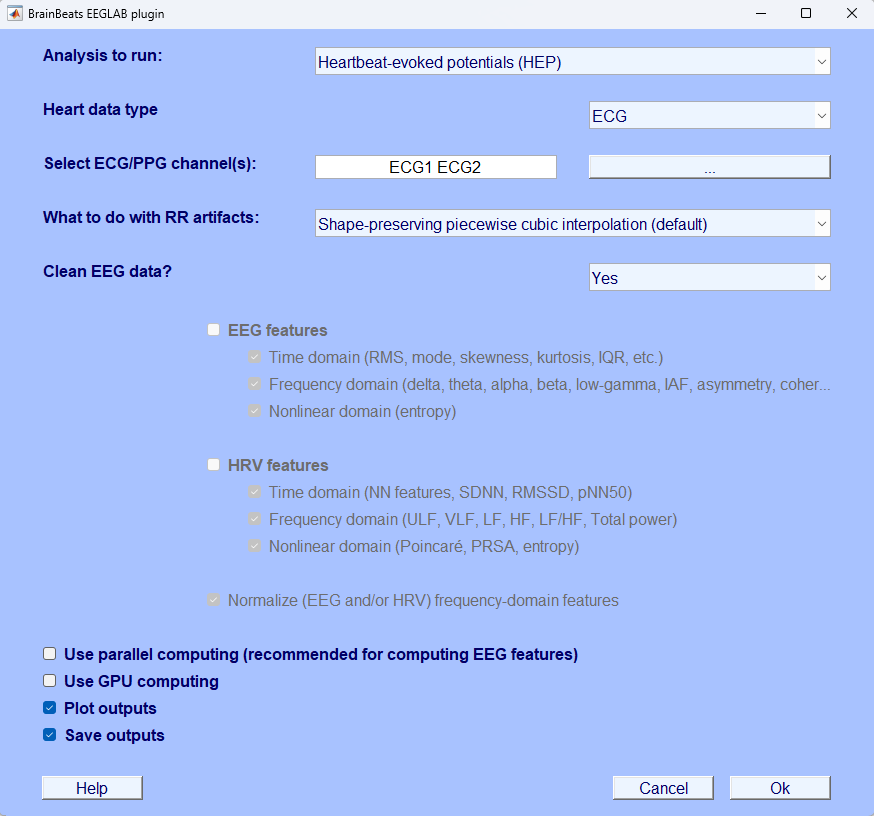 BrainBeats EEGLAB plugin
Analysis to run:
Heartbeat-evoked potentials (HEP)
Heart data type
ECG
Select ECG/PPG channel(s):
ECG1 ECG2
...
What to do with RR artifacts:
Shape-preserving piecewise cubic interpolation (default)
Clean EEG data?
Yes
EEG features
Time domain (RMS, mode, skewness, kurtosis, IQR, etc.)
Frequency domain (delta, theta, alpha, beta, low-gamma, IAF, asymmetry, coher...
Nonlinear domain (entropy)
HRV features
Time domain (NN features, SDNN, RMSSD, pNN50)
Frequency domain (ULF, VLF, LF, HF, LF/HF, Total power)
Nonlinear domain (Poincaré, PRSA, entropy)
Normalize (EEG and/or HRV) frequency-domain features
Use parallel computing (recommended for computing EEG features)
Use GPU computing
Plot outputs
Save outputs
Help
Cancel
Ok